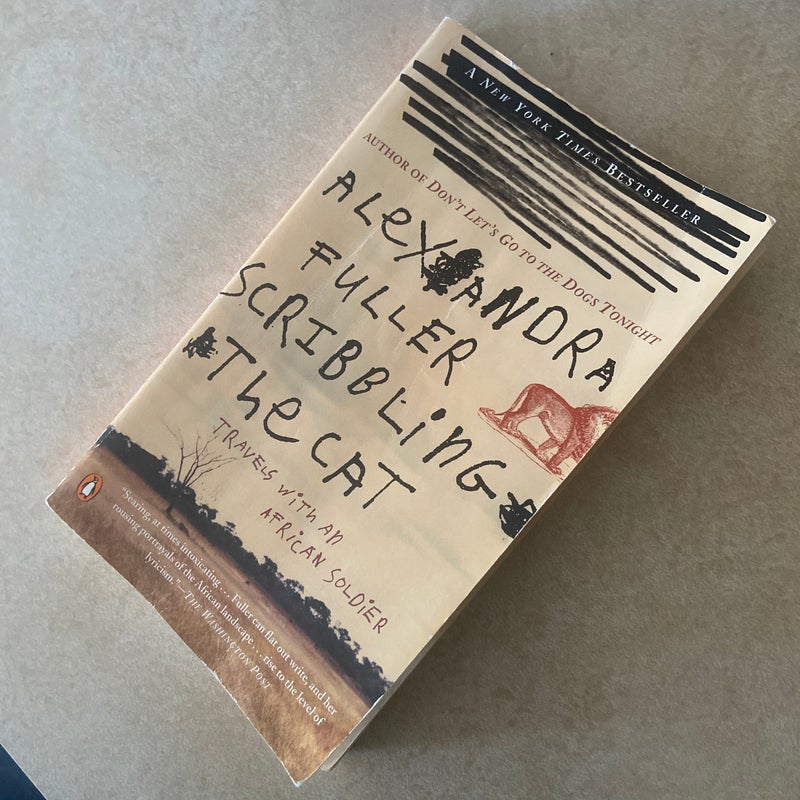 A NEW YORK TIMES BESTSELLER
AUTHOR OF DON'T LET'S GO TO THE DOGS TONIGHT
ALeXANDRA
FULLER
SCRIBBLiNG
The CAT
TRAVELS WiTH AN
AFRICAN SOLDiER
"Searing, at times intoxicating . . . Fuller can flat out write, and her
rousing portrayals of the African landscape . . . rise to the level of
lyricism." —THE WASHINGTON POST